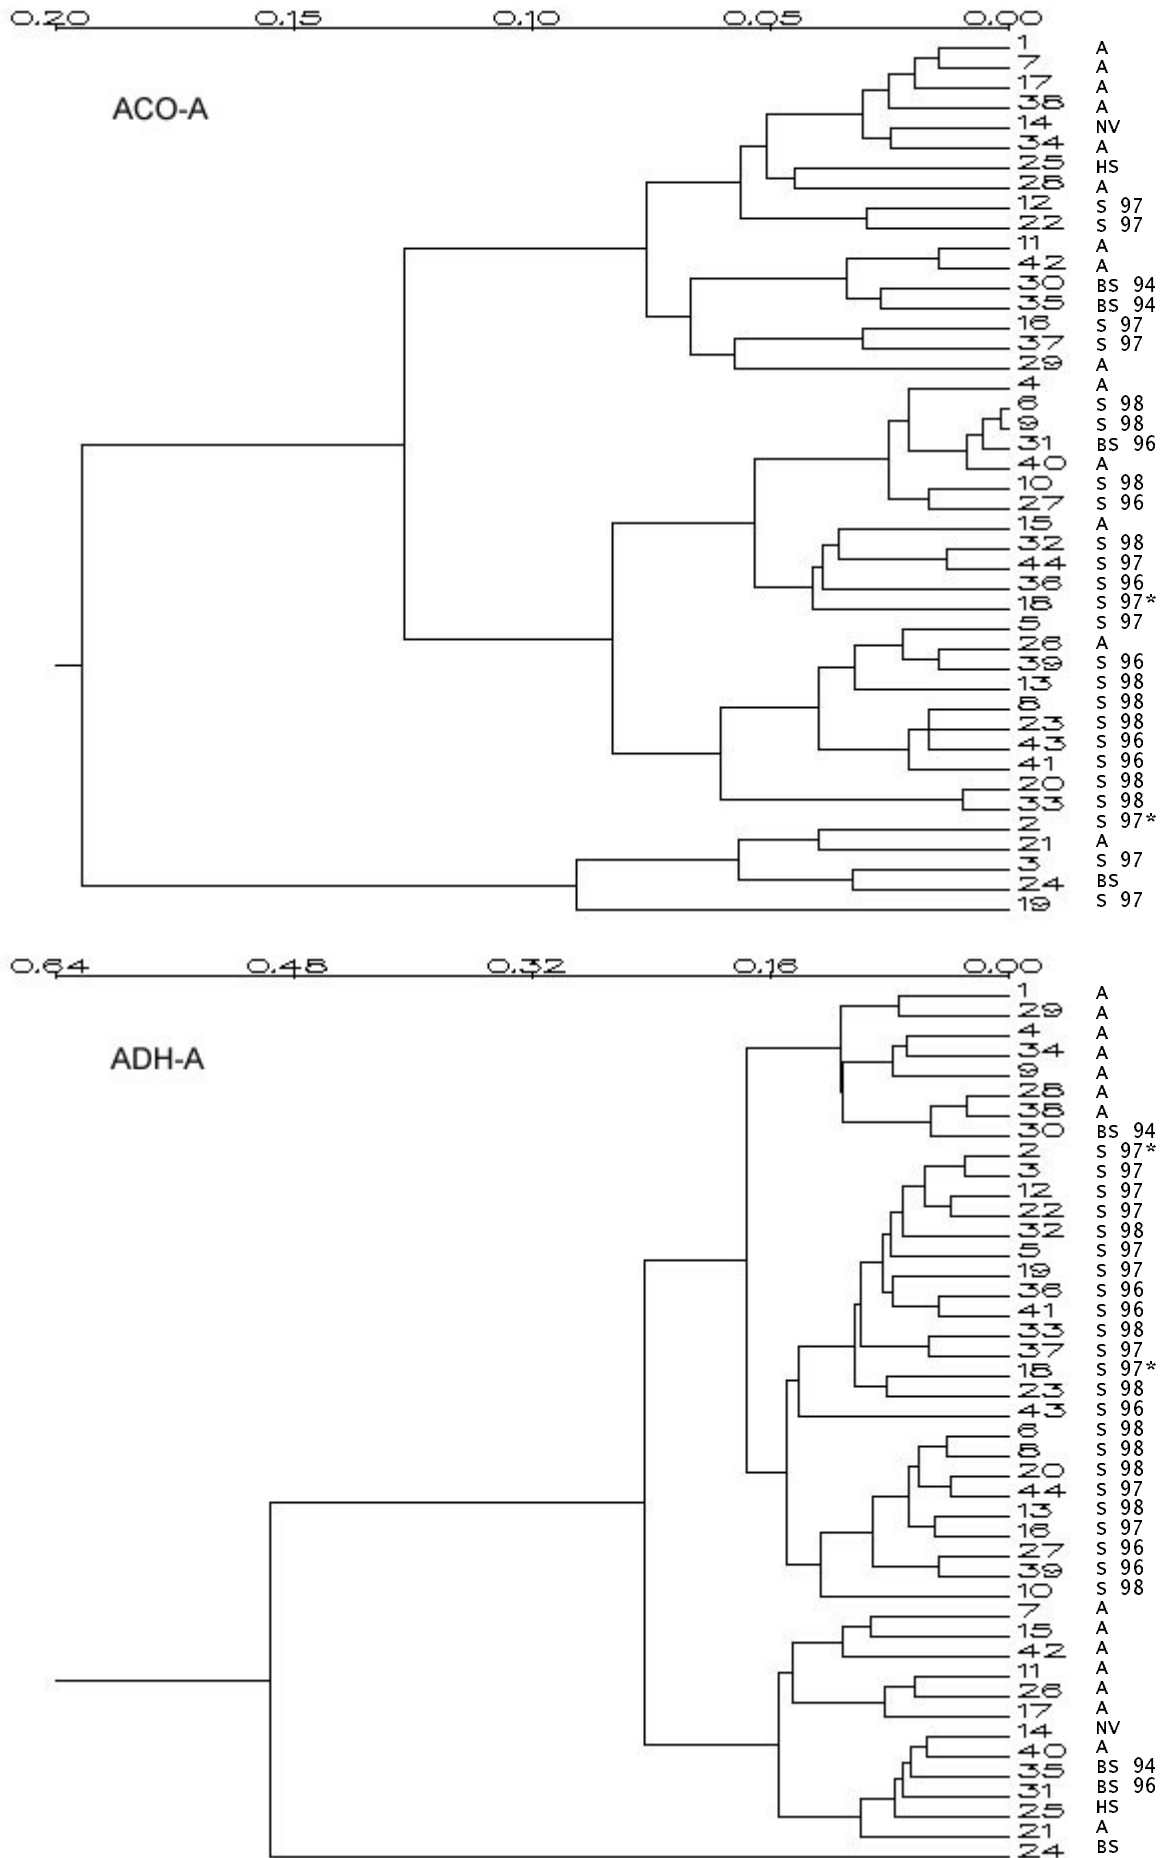 0.20 0.15 0.10 0.05 0.00
ACO-A
1 A
7 A
17 A
38 A
14 NV
34 A
25 HS
28 A
12 S 97
22 S 97
11 A
42 A
30 BS 94
35 BS 94
16 S 97
37 S 97
29 A
4 A
6 S 98
9 S 98
31 BS 96
40 A
10 S 98
27 S 96
15 A
32 S 98
44 S 97
36 S 96
18 S 97*
5 S 97
26 A
39 S 96
13 S 98
8 S 98
23 S 98
43 S 96
41 S 96
20 S 98
33 S 98
2 S 97*
21 A
3 S 97
24 BS
19 S 97
0.64 0.48 0.32 0.16 0.00
ADH-A
1 A
29 A
4 A
34 A
9 A
28 A
38 A
30 BS 94
2 S 97*
3 S 97
12 S 97
22 S 97
32 S 98
5 S 97
19 S 97
36 S 96
41 S 96
33 S 98
37 S 97
18 S 97*
23 S 98
43 S 96
6 S 98
8 S 98
20 S 98
44 S 97
13 S 98
16 S 97
27 S 96
39 S 96
10 S 98
7 A
15 A
42 A
11 A
26 A
17 A
14 NV
40 A
35 BS 94
31 BS 96
25 HS
21 A
24 BS